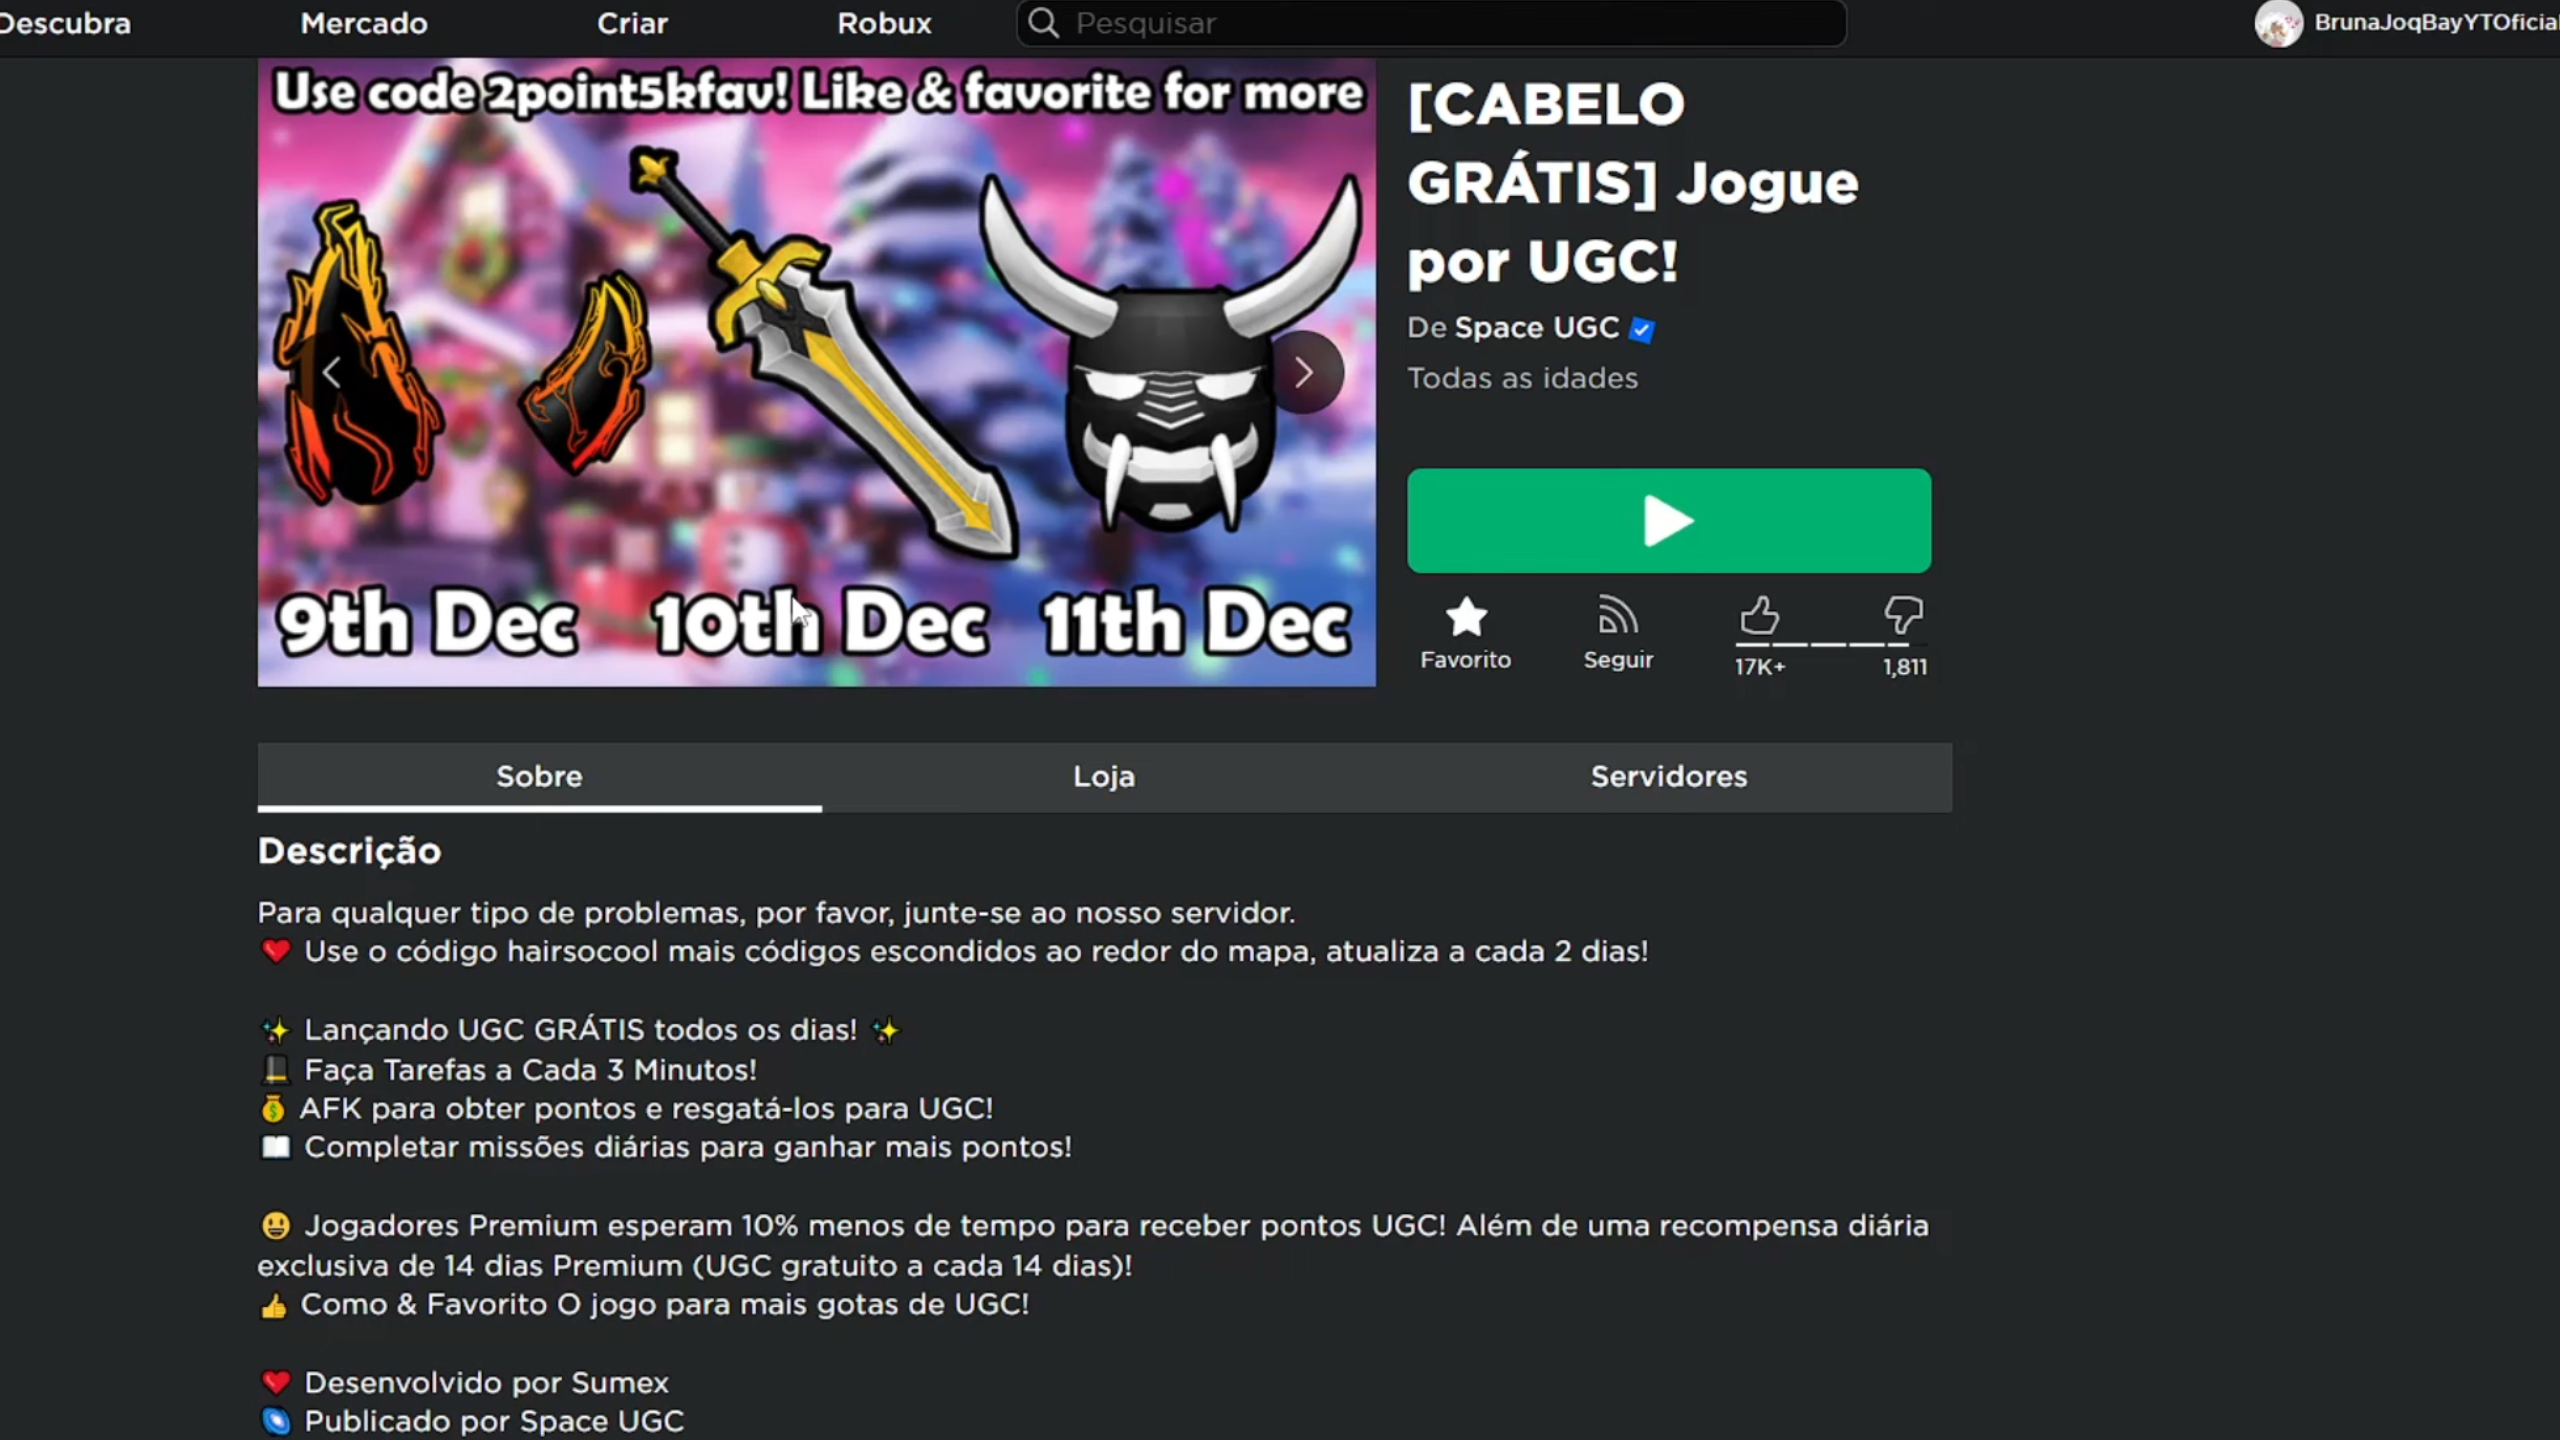 Descubra
Mercado
Criar
Robux
Pesquisar
BrunaJoqBayYTOficial
Use code 2point5kfav! Like & favorite for more
9th Dec
10th Dec
11th Dec
[CABELO
GRÁTIS] Jogue
por UGC!
De Space UGC
Todas as idades
Favorito
Seguir
17K+
1,811
Sobre
Loja
Servidores
Descrição
Para qualquer tipo de problemas, por favor, junte-se ao nosso servidor.
❤️ Use o código hairsocool mais códigos escondidos ao redor do mapa, atualiza a cada 2 dias!
✨ Lançando UGC GRÁTIS todos os dias! ✨
🎩 Faça Tarefas a Cada 3 Minutos!
💰 AFK para obter pontos e resgatá-los para UGC!
📖 Completar missões diárias para ganhar mais pontos!
😃 Jogadores Premium esperam 10% menos de tempo para receber pontos UGC! Além de uma recompensa diária
exclusiva de 14 dias Premium (UGC gratuito a cada 14 dias)!
👍 Como & Favorito O jogo para mais gotas de UGC!
❤️ Desenvolvido por Sumex
🌌 Publicado por Space UGC